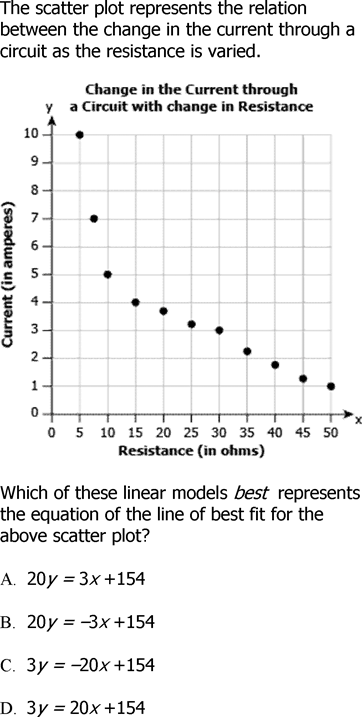 The scatter plot represents the relation
between the change in the current through a
circuit as the resistance is varied.
Change in the Current through
a Circuit with change in Resistance
y
10
9
8
7
6
5
4
3
2
1
0
Current (in amperes)
0 5 10 15 20 25 30 35 40 45 50
x
Resistance (in ohms)
Which of these linear models best represents
the equation of the line of best fit for the
above scatter plot?
A. 20y = 3x +154
B. 20y = −3x +154
C. 3y = −20x +154
D. 3y = 20x +154